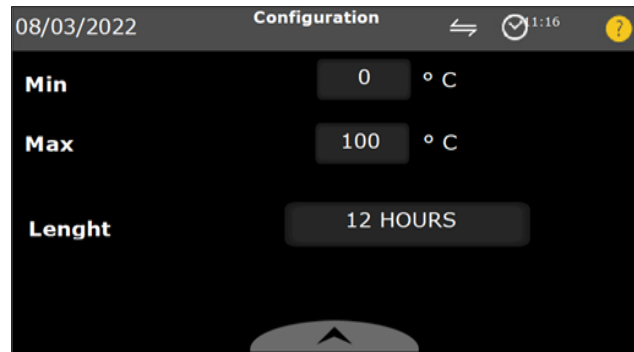 08/03/2022 Configuration 11:16 ?
Min 0 ° C
Max 100 ° C
Lenght 12 HOURS